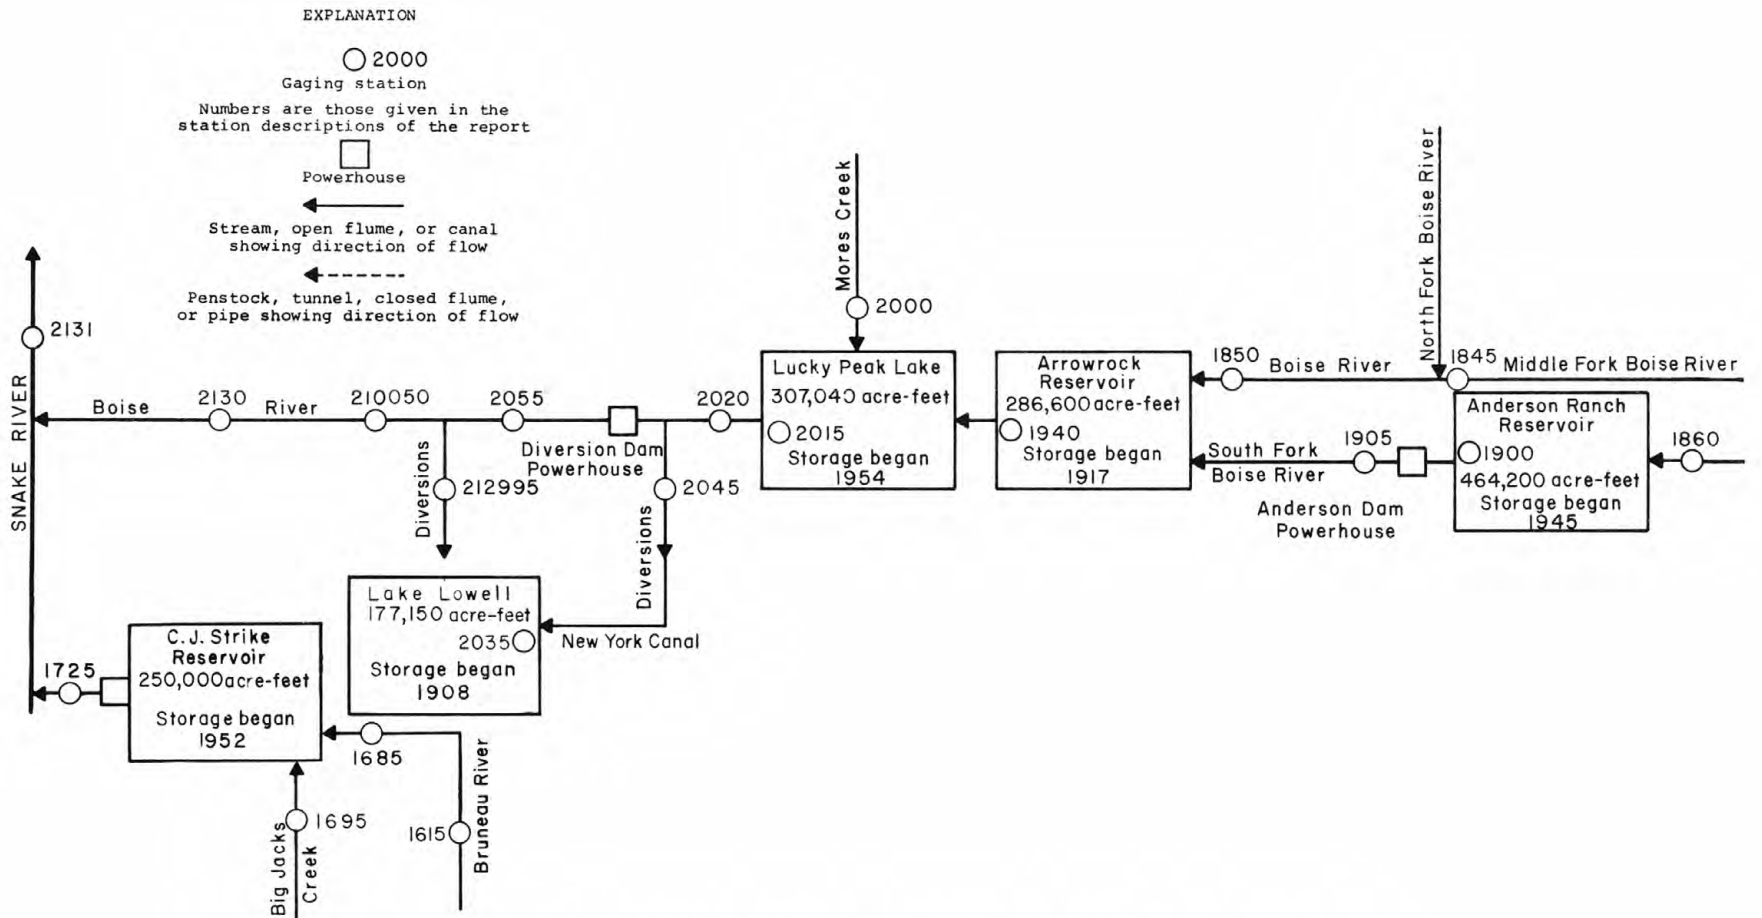 EXPLANATION
2000
Gaging station
Numbers are those given in the
station descriptions of the report
Powerhouse
Stream, open flume, or canal
showing direction of flow
Penstock, tunnel, closed flume,
or pipe showing direction of flow
SNAKE RIVER
2131
Boise
2130
River
210050
2055
Diversion Dam
Powerhouse
2020
Diversions
212995
2045
Diversions
Mores Creek
2000
Lucky Peak Lake
307,040 acre-feet
2015
Storage began
1954
Arrowrock
Reservoir
286,600 acre-feet
1940
Storage began
1917
1850
Boise River
North Fork Boise River
1845
Middle Fork Boise River
South Fork
Boise River
1905
Anderson Dam
Powerhouse
Anderson Ranch
Reservoir
1900
464,200 acre-feet
Storage began
1945
1860
Lake Lowell
177,150 acre-feet
2035
Storage began
1908
New York Canal
C.J. Strike
Reservoir
250,000 acre-feet
Storage began
1952
1725
1685
1695
Big Jacks
Creek
1615
Bruneau River